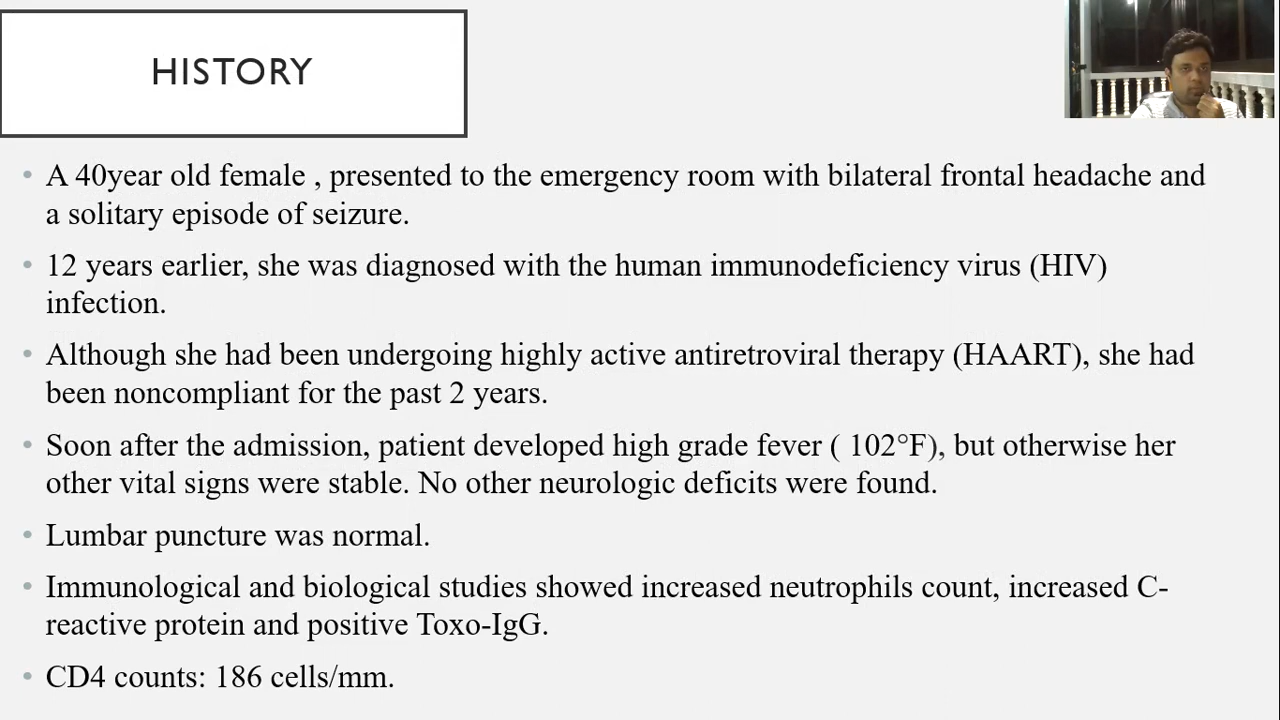 HISTORY
• A 40year old female , presented to the emergency room with bilateral frontal headache and
a solitary episode of seizure.
• 12 years earlier, she was diagnosed with the human immunodeficiency virus (HIV)
infection.
• Although she had been undergoing highly active antiretroviral therapy (HAART), she had
been noncompliant for the past 2 years.
• Soon after the admission, patient developed high grade fever ( 102°F), but otherwise her
other vital signs were stable. No other neurologic deficits were found.
• Lumbar puncture was normal.
• Immunological and biological studies showed increased neutrophils count, increased C-
reactive protein and positive Toxo-IgG.
• CD4 counts: 186 cells/mm.